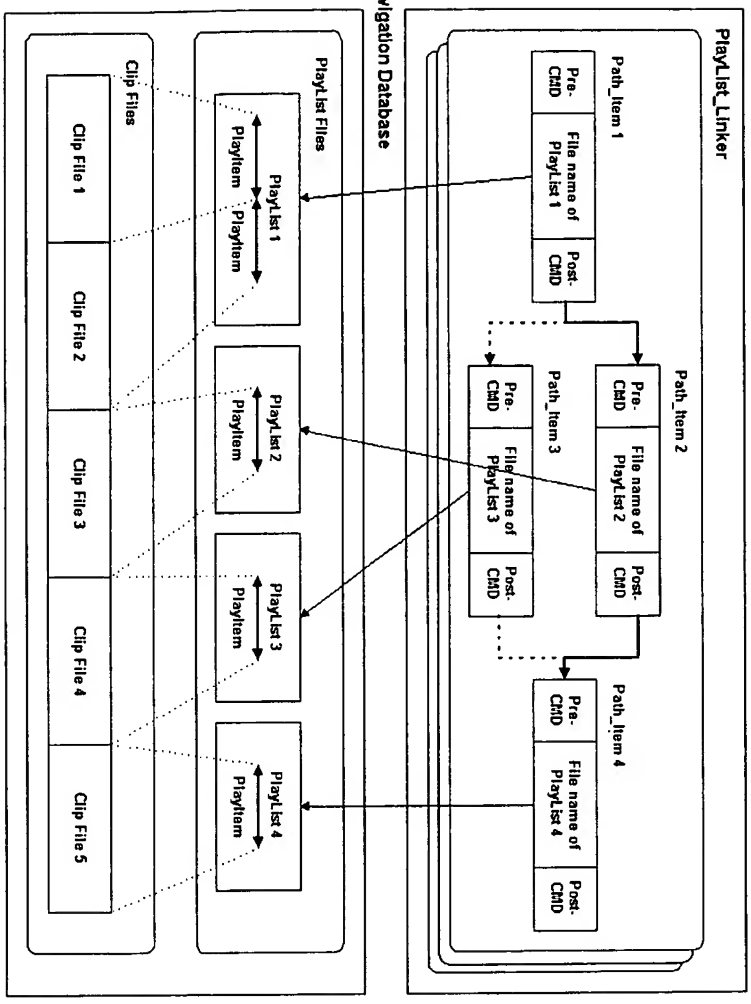 PlayList_Linker
Path_Item 1
Pre-
CMD
File name of
PlayList 1
Post-
CMD
Path_Item 2
Pre-
CMD
File name of
PlayList 2
Post-
CMD
Path_Item 3
Pre-
CMD
File name of
PlayList 3
Post-
CMD
Path_Item 4
Pre-
CMD
File name of
PlayList 4
Post-
CMD
vigation Database
PlayList Files
PlayList 1
PlayItem
PlayItem
PlayList 2
PlayItem
PlayList 3
PlayItem
PlayList 4
PlayItem
Clip Files
Clip File 1
Clip File 2
Clip File 3
Clip File 4
Clip File 5